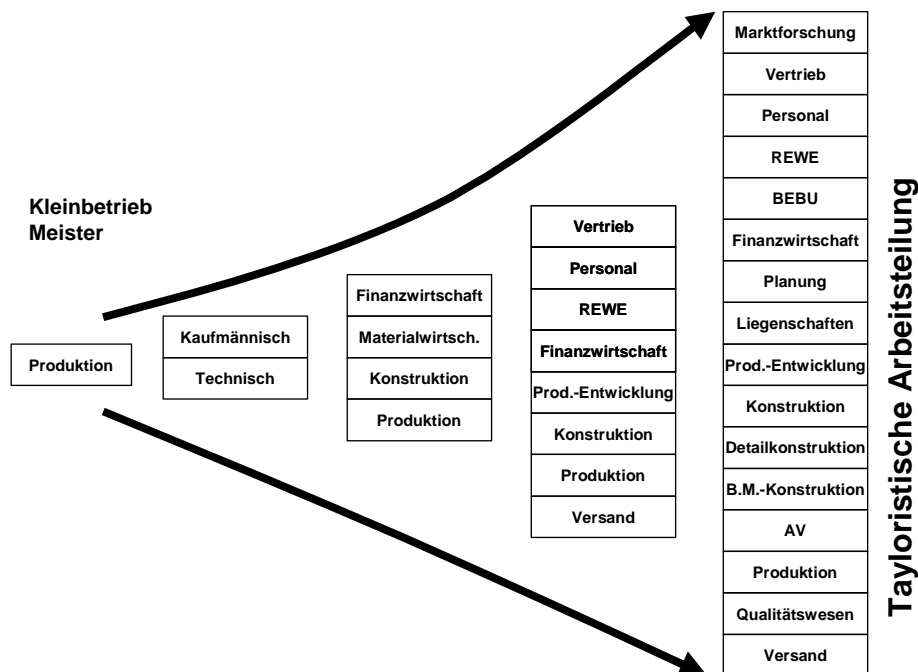 Kleinbetrieb
Meister
Produktion
Kaufmännisch
Technisch
Finanzwirtschaft
Materialwirtsch.
Konstruktion
Produktion
Vertrieb
Personal
REWE
Finanzwirtschaft
Prod.-Entwicklung
Konstruktion
Produktion
Versand
Marktforschung
Vertrieb
Personal
REWE
BEBU
Finanzwirtschaft
Planung
Liegenschaften
Prod.-Entwicklung
Konstruktion
Detailkonstruktion
B.M.-Konstruktion
AV
Produktion
Qualitätswesen
Versand
Tayloristische Arbeitsteilung